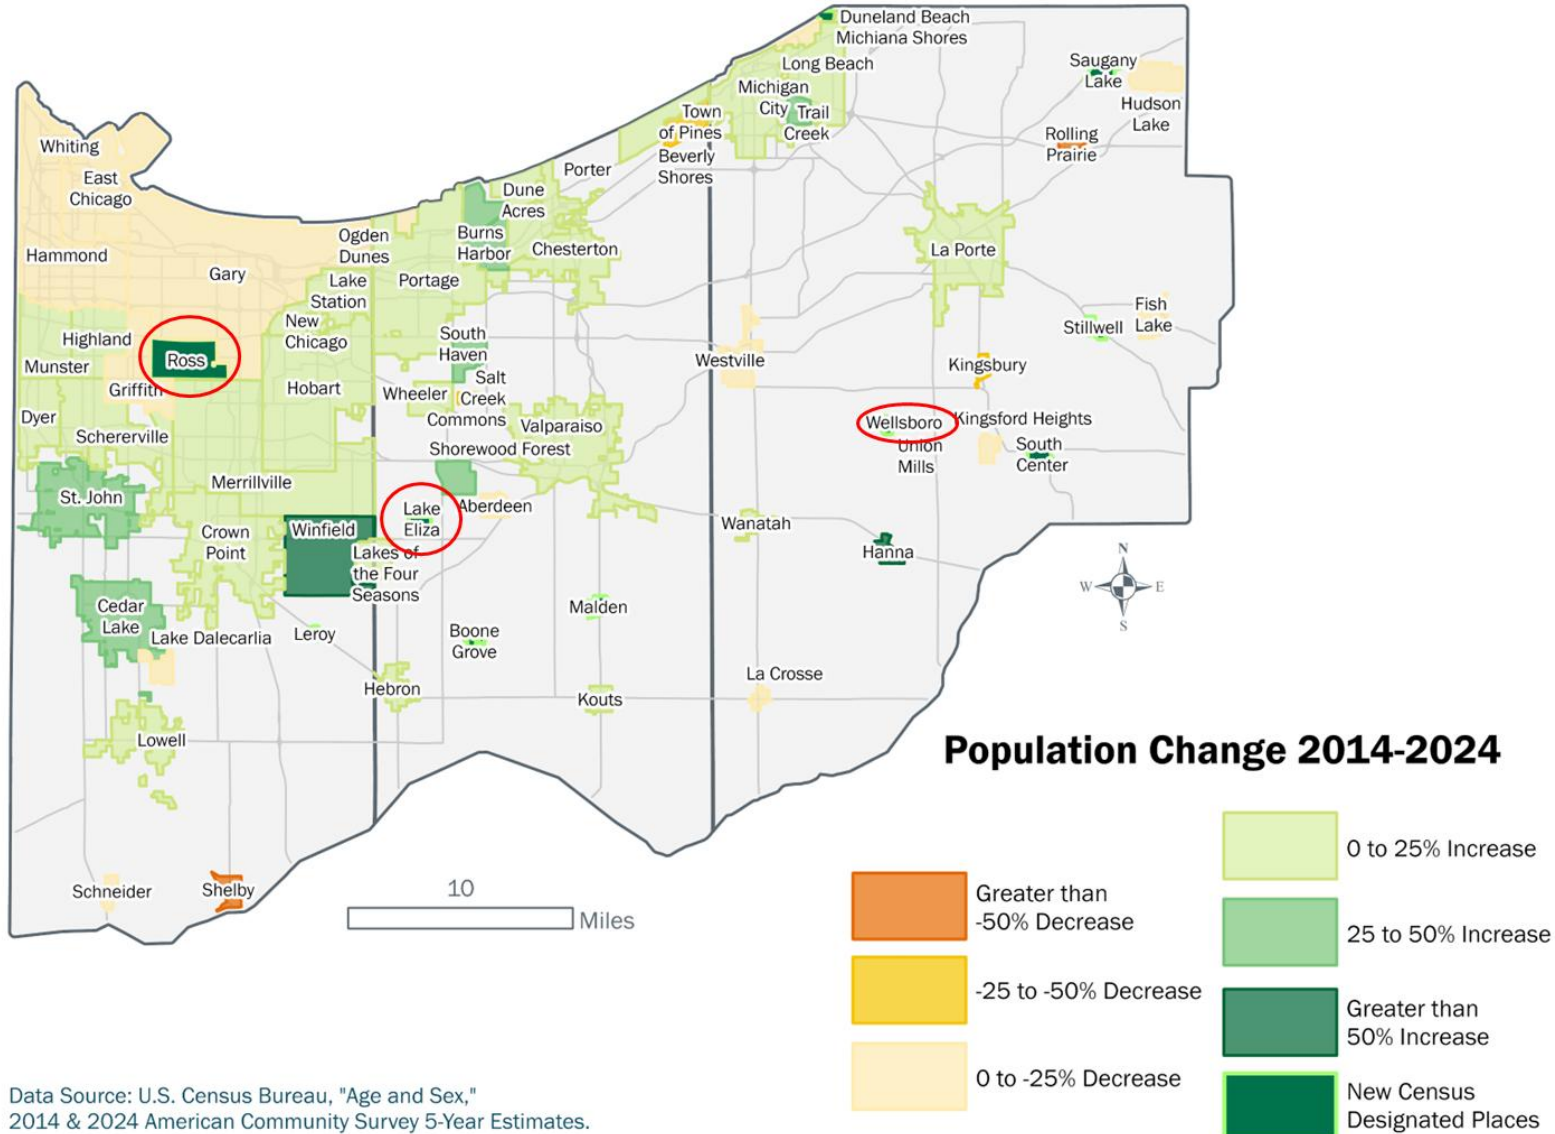 Duneland Beach
Michiana Shores
Long Beach
Michigan
City
Trail
Creek
Saugany
Lake
Hudson
Lake
Rolling
Prairie
Town
of Pines
Beverly
Shores
Porter
Whiting
East
Chicago
Hammond
Gary
Ogden
Dunes
Lake
Station
Portage
Burns
Harbor
Dune
Acres
Chesterton
La Porte
Fish
Lake
Stillwell
Highland
Munster
Ross
Griffith
New
Chicago
Hobart
South
Haven
Salt
Creek
Commons
Wheeler
Valparaiso
Westville
Kingsbury
Dyer
Schererville
Shorewood Forest
Wellsboro
Kingsford Heights
Union
Mills
South
Center
St. John
Merrillville
Crown
Point
Winfield
Lake
Eliza
Aberdeen
Lakes of
the Four
Seasons
Wanatah
Hanna
Cedar
Lake
Lake Dalecarlia
Leroy
Boone
Grove
Malden
Hebron
Kouts
La Crosse
Lowell
Schneider
Shelby
N
W
E
S
10
Miles
Population Change 2014-2024
Greater than
-50% Decrease
-25 to -50% Decrease
0 to -25% Decrease
0 to 25% Increase
25 to 50% Increase
Greater than
50% Increase
New Census
Designated Places
Data Source: U.S. Census Bureau, "Age and Sex,"
2014 & 2024 American Community Survey 5-Year Estimates.